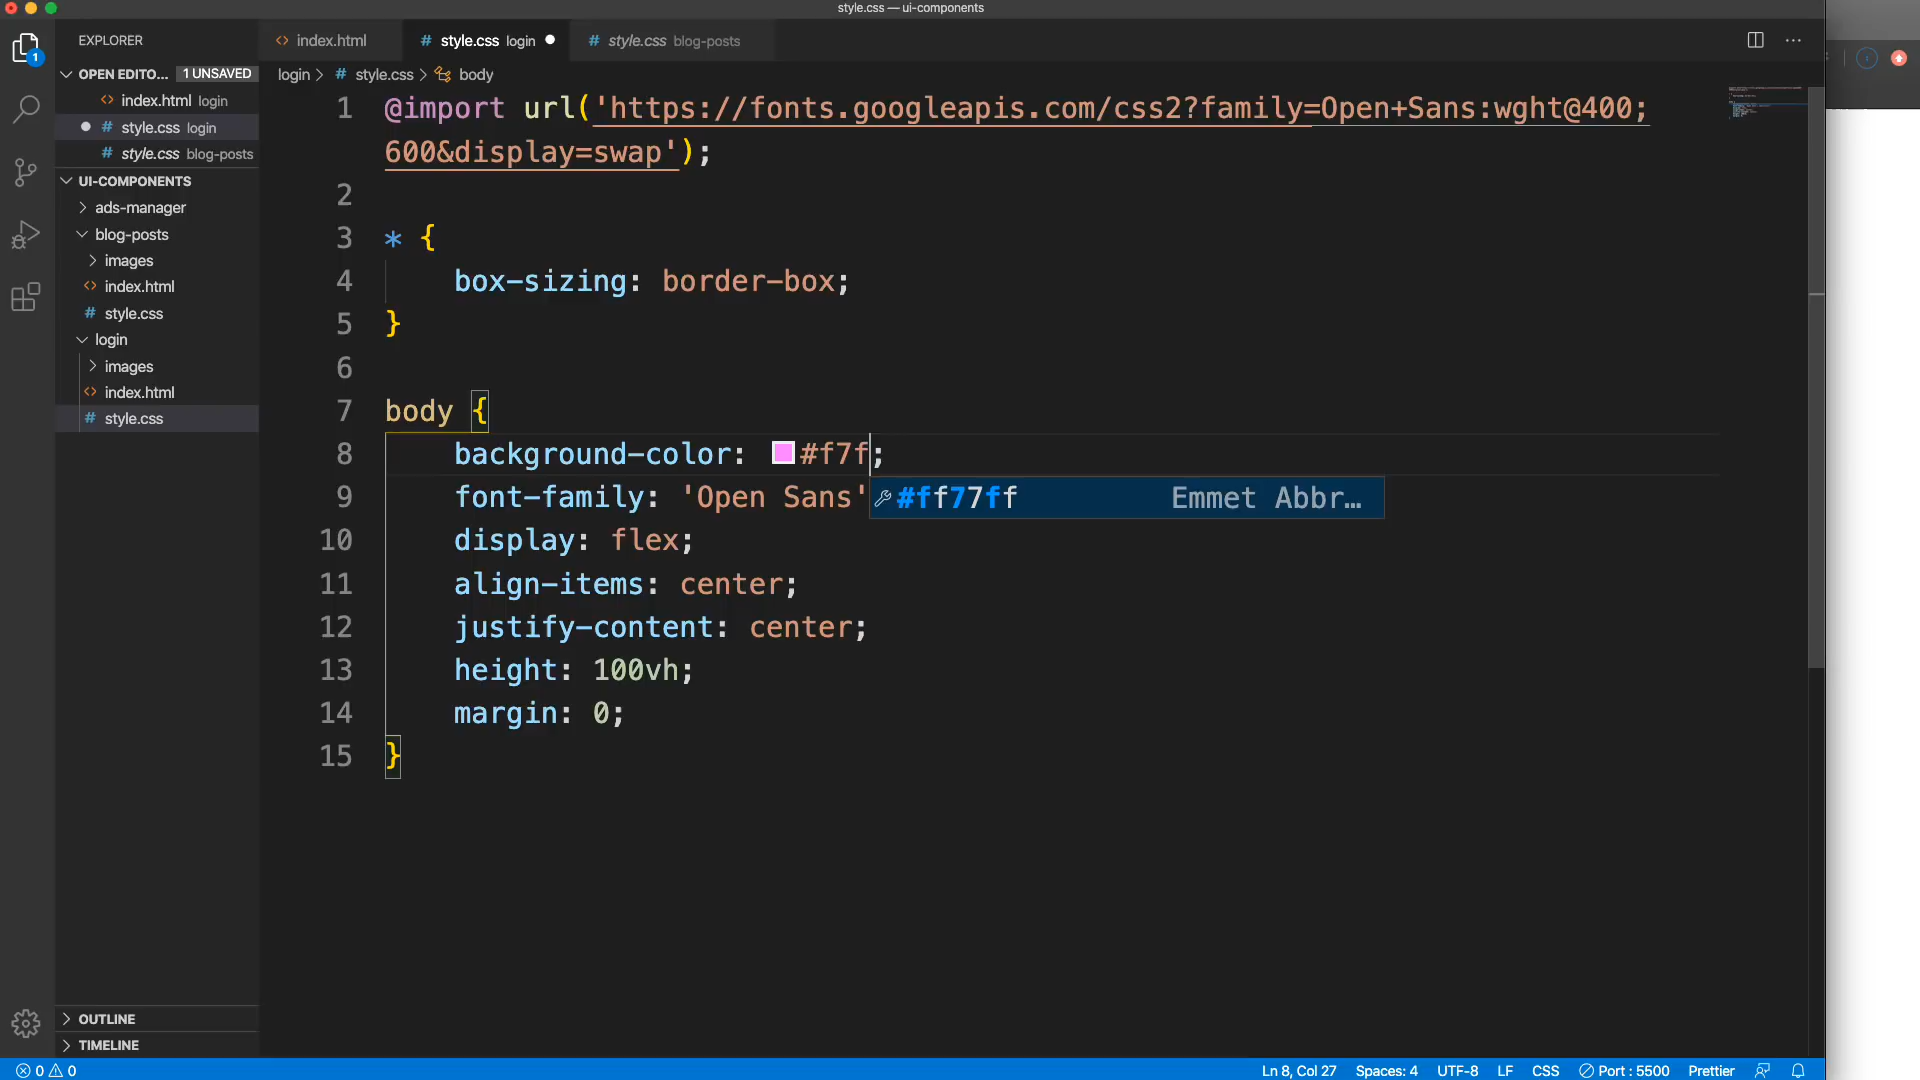 style.css — ui-components
EXPLORER
index.html
style.css login
style.css blog-posts
1
OPEN EDITO... 1 UNSAVED
index.html login
style.css login
style.css blog-posts
UI-COMPONENTS
ads-manager
blog-posts
images
index.html
style.css
login
images
index.html
style.css
OUTLINE
TIMELINE
login > # style.css > body
1 @import url('https://fonts.googleapis.com/css2?family=Open+Sans:wght@400;
600&display=swap');
2
3 * {
4 box-sizing: border-box;
5 }
6
7 body {
8 background-color: #f7f;
9 font-family: 'Open Sans'
#ff77ff Emmet Abbr...
10 display: flex;
11 align-items: center;
12 justify-content: center;
13 height: 100vh;
14 margin: 0;
15 }
0 0
Ln 8, Col 27 Spaces: 4 UTF-8 LF CSS Port : 5500 Prettier